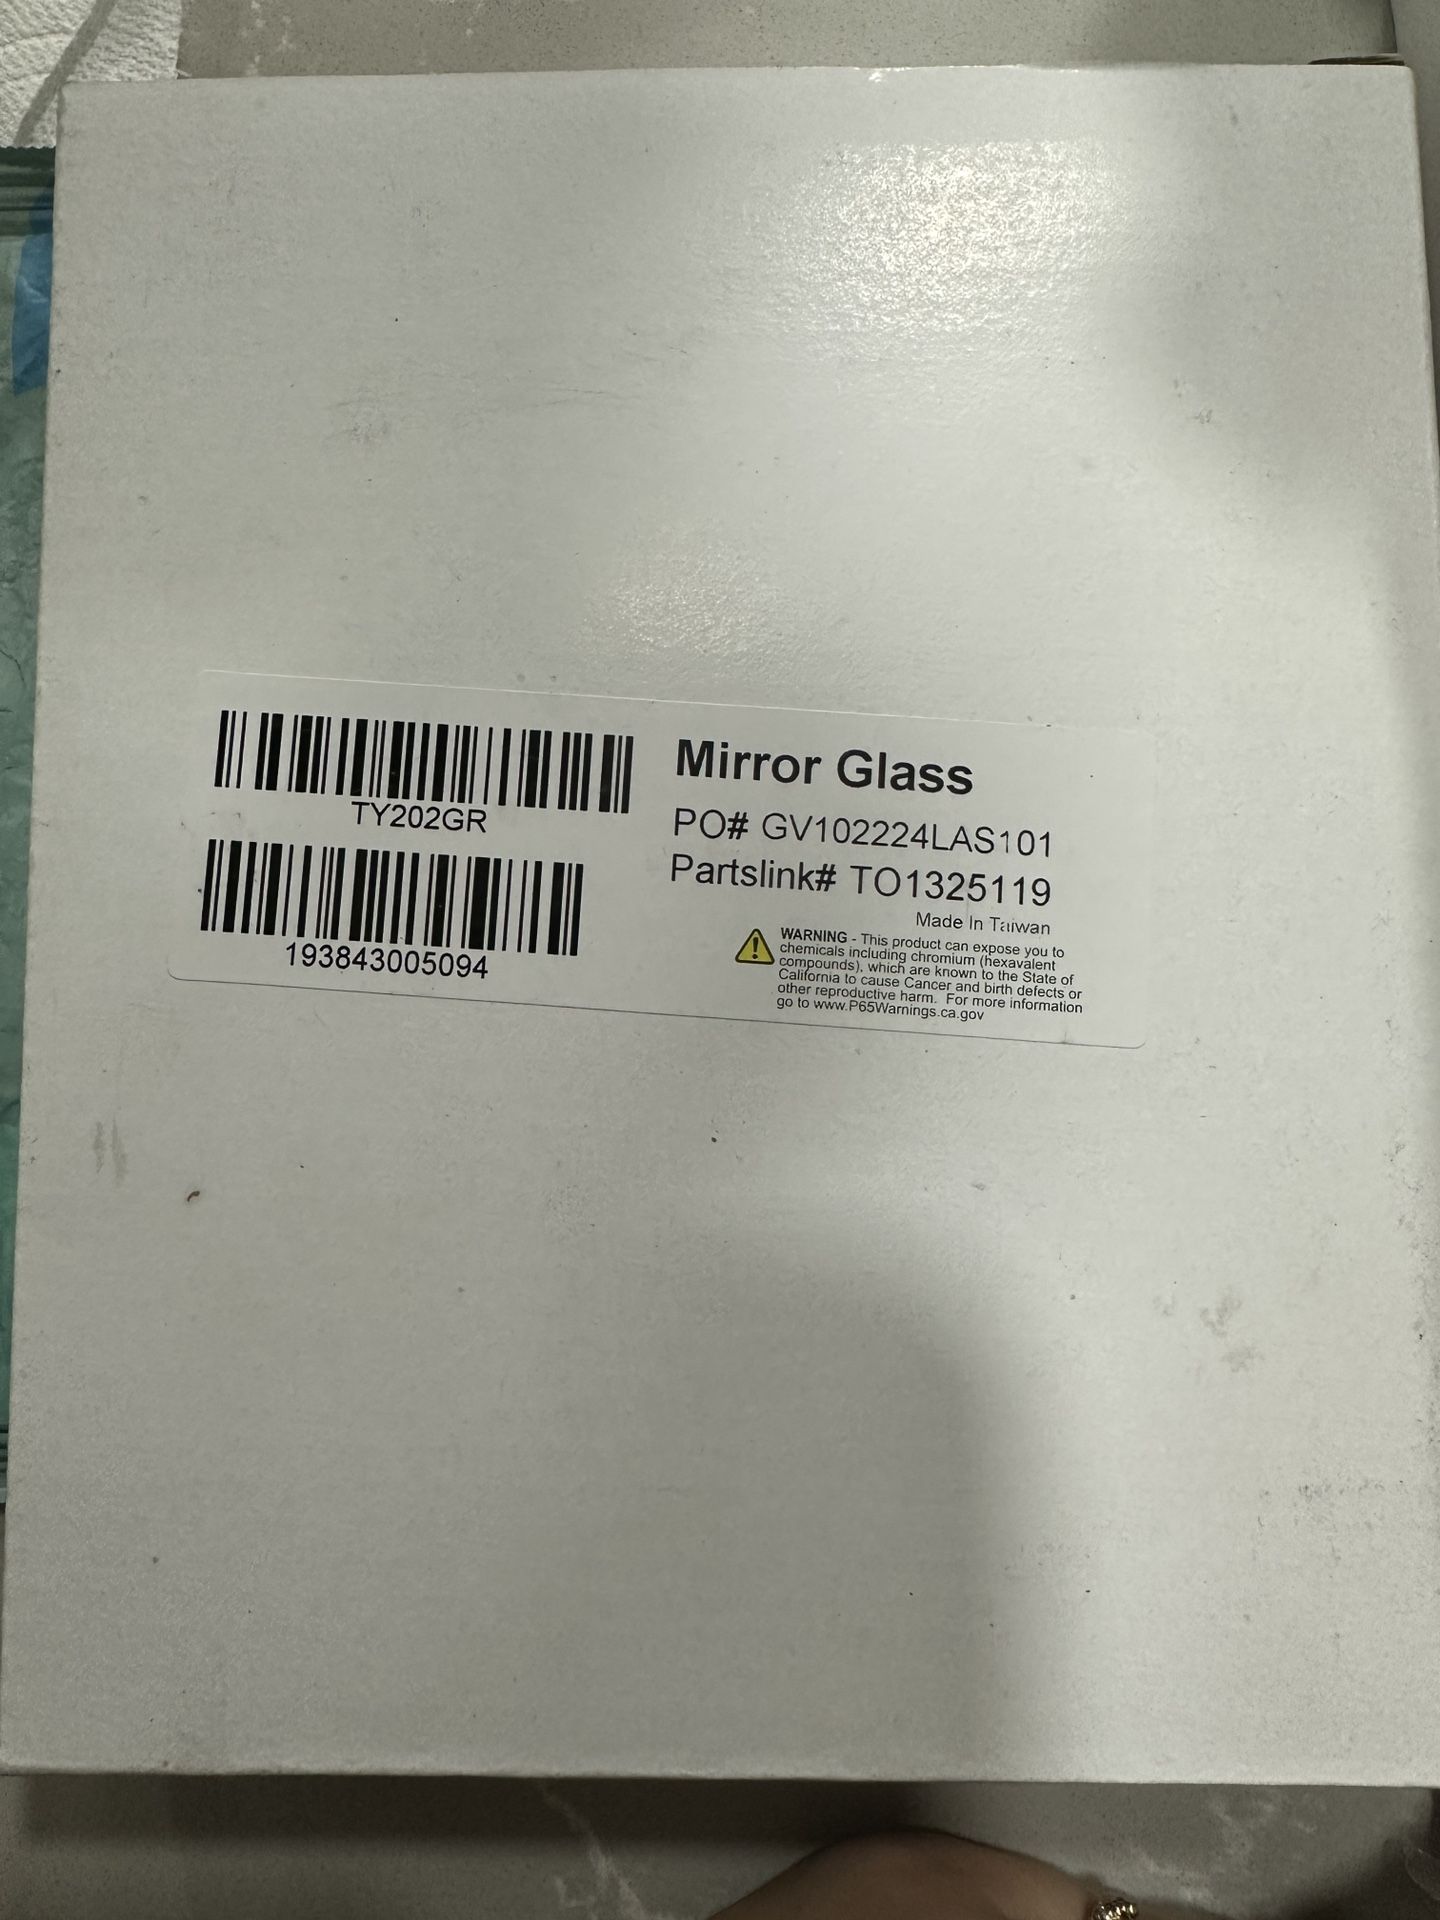 TY202GR
193843005094
Mirror Glass
PO# GV102224LAS101
Partslink# TO1325119
Made In Taiwan
WARNING - This product can expose you to
chemicals including chromium (hexavalent
compounds), which are known to the State of
California to cause Cancer and birth defects or
other reproductive harm. For more information
go to www.P65Warnings.ca.gov